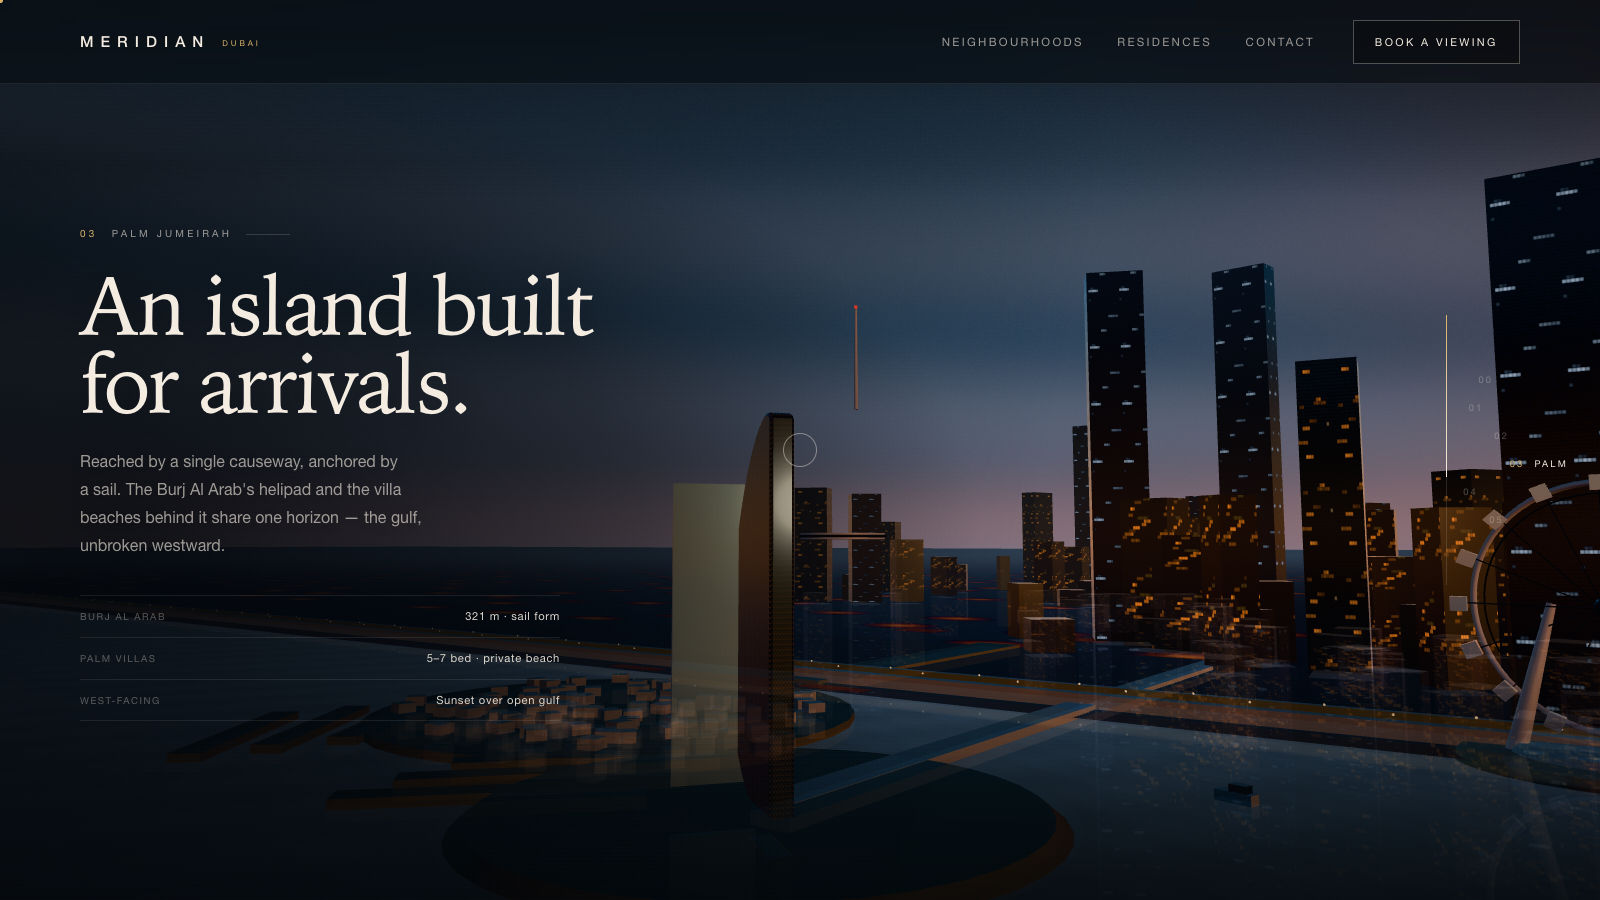 MERIDIAN DUBAI
NEIGHBOURHOODS RESIDENCES CONTACT BOOK A VIEWING
03 PALM JUMEIRAH
An island built
for arrivals.
Reached by a single causeway, anchored by
a sail. The Burj Al Arab's helipad and the villa
beaches behind it share one horizon — the gulf,
unbroken westward.
BURJ AL ARAB 321 m · sail form
PALM VILLAS 5–7 bed · private beach
WEST-FACING Sunset over open gulf
00
01
02
03 PALM
04
05